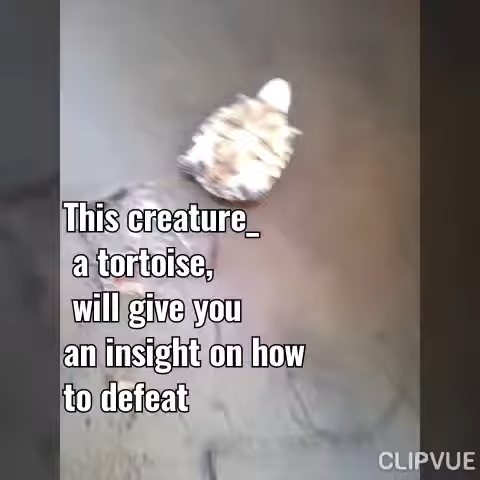 This creature_
a tortoise,
will give you
an insight on how
to defeat
CLIPVUE